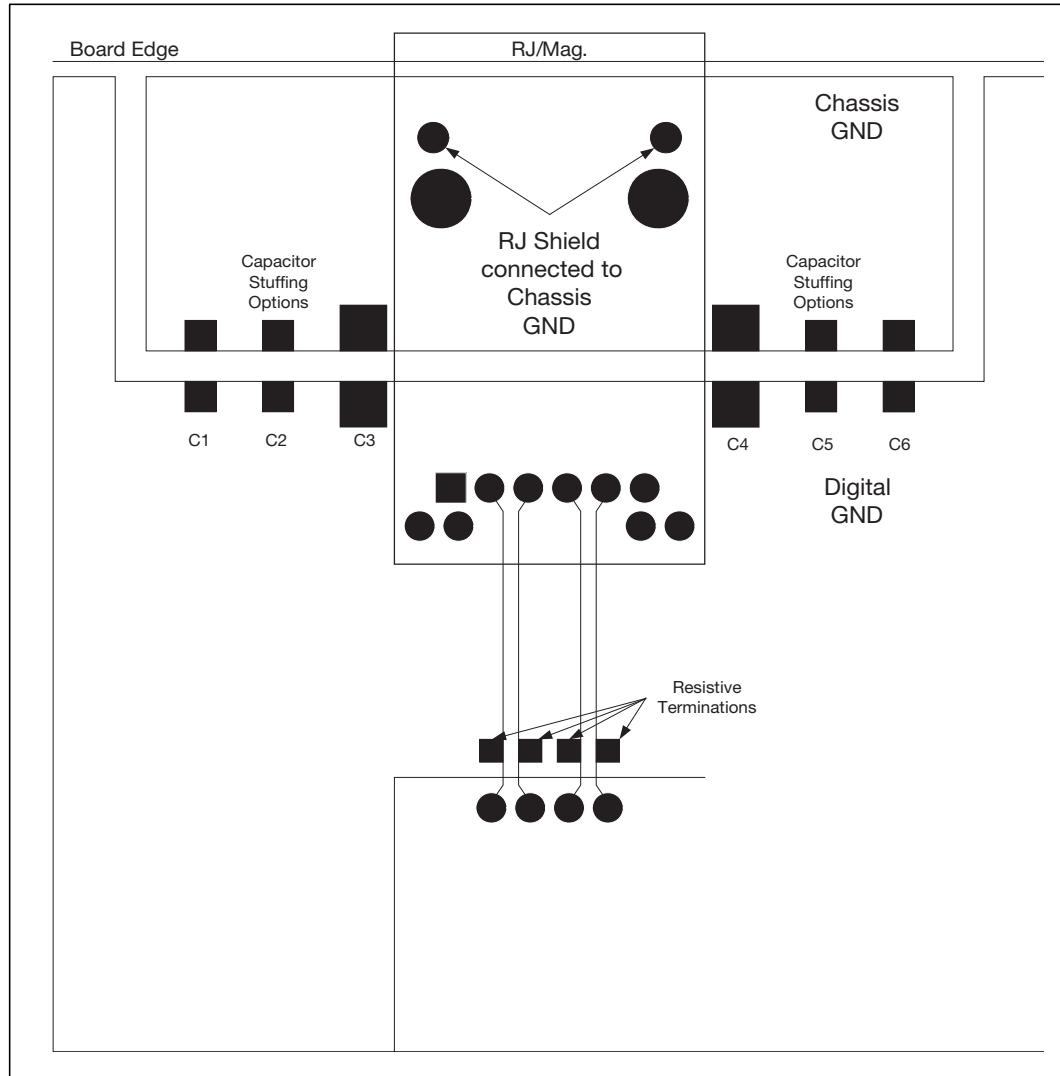 Board Edge
RJ/Mag.
Chassis
GND
RJ Shield
connected to
Chassis
GND
Capacitor
Stuffing
Options
Capacitor
Stuffing
Options
C1
C2
C3
C4
C5
C6
Digital
GND
Resistive
Terminations